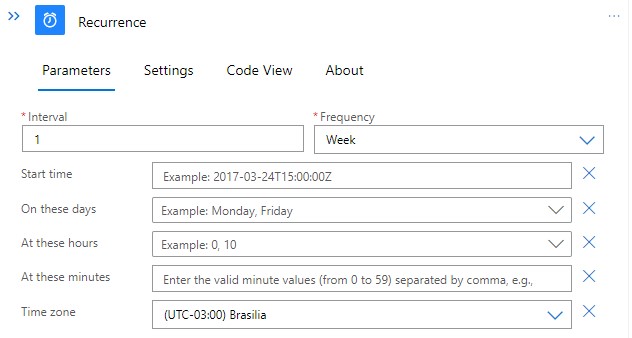 Recurrence
Parameters Settings Code View About
* Interval * Frequency
1 Week
Start time Example: 2017-03-24T15:00:00Z
On these days Example: Monday, Friday
At these hours Example: 0, 10
At these minutes Enter the valid minute values (from 0 to 59) separated by comma, e.g.,
Time zone (UTC-03:00) Brasilia